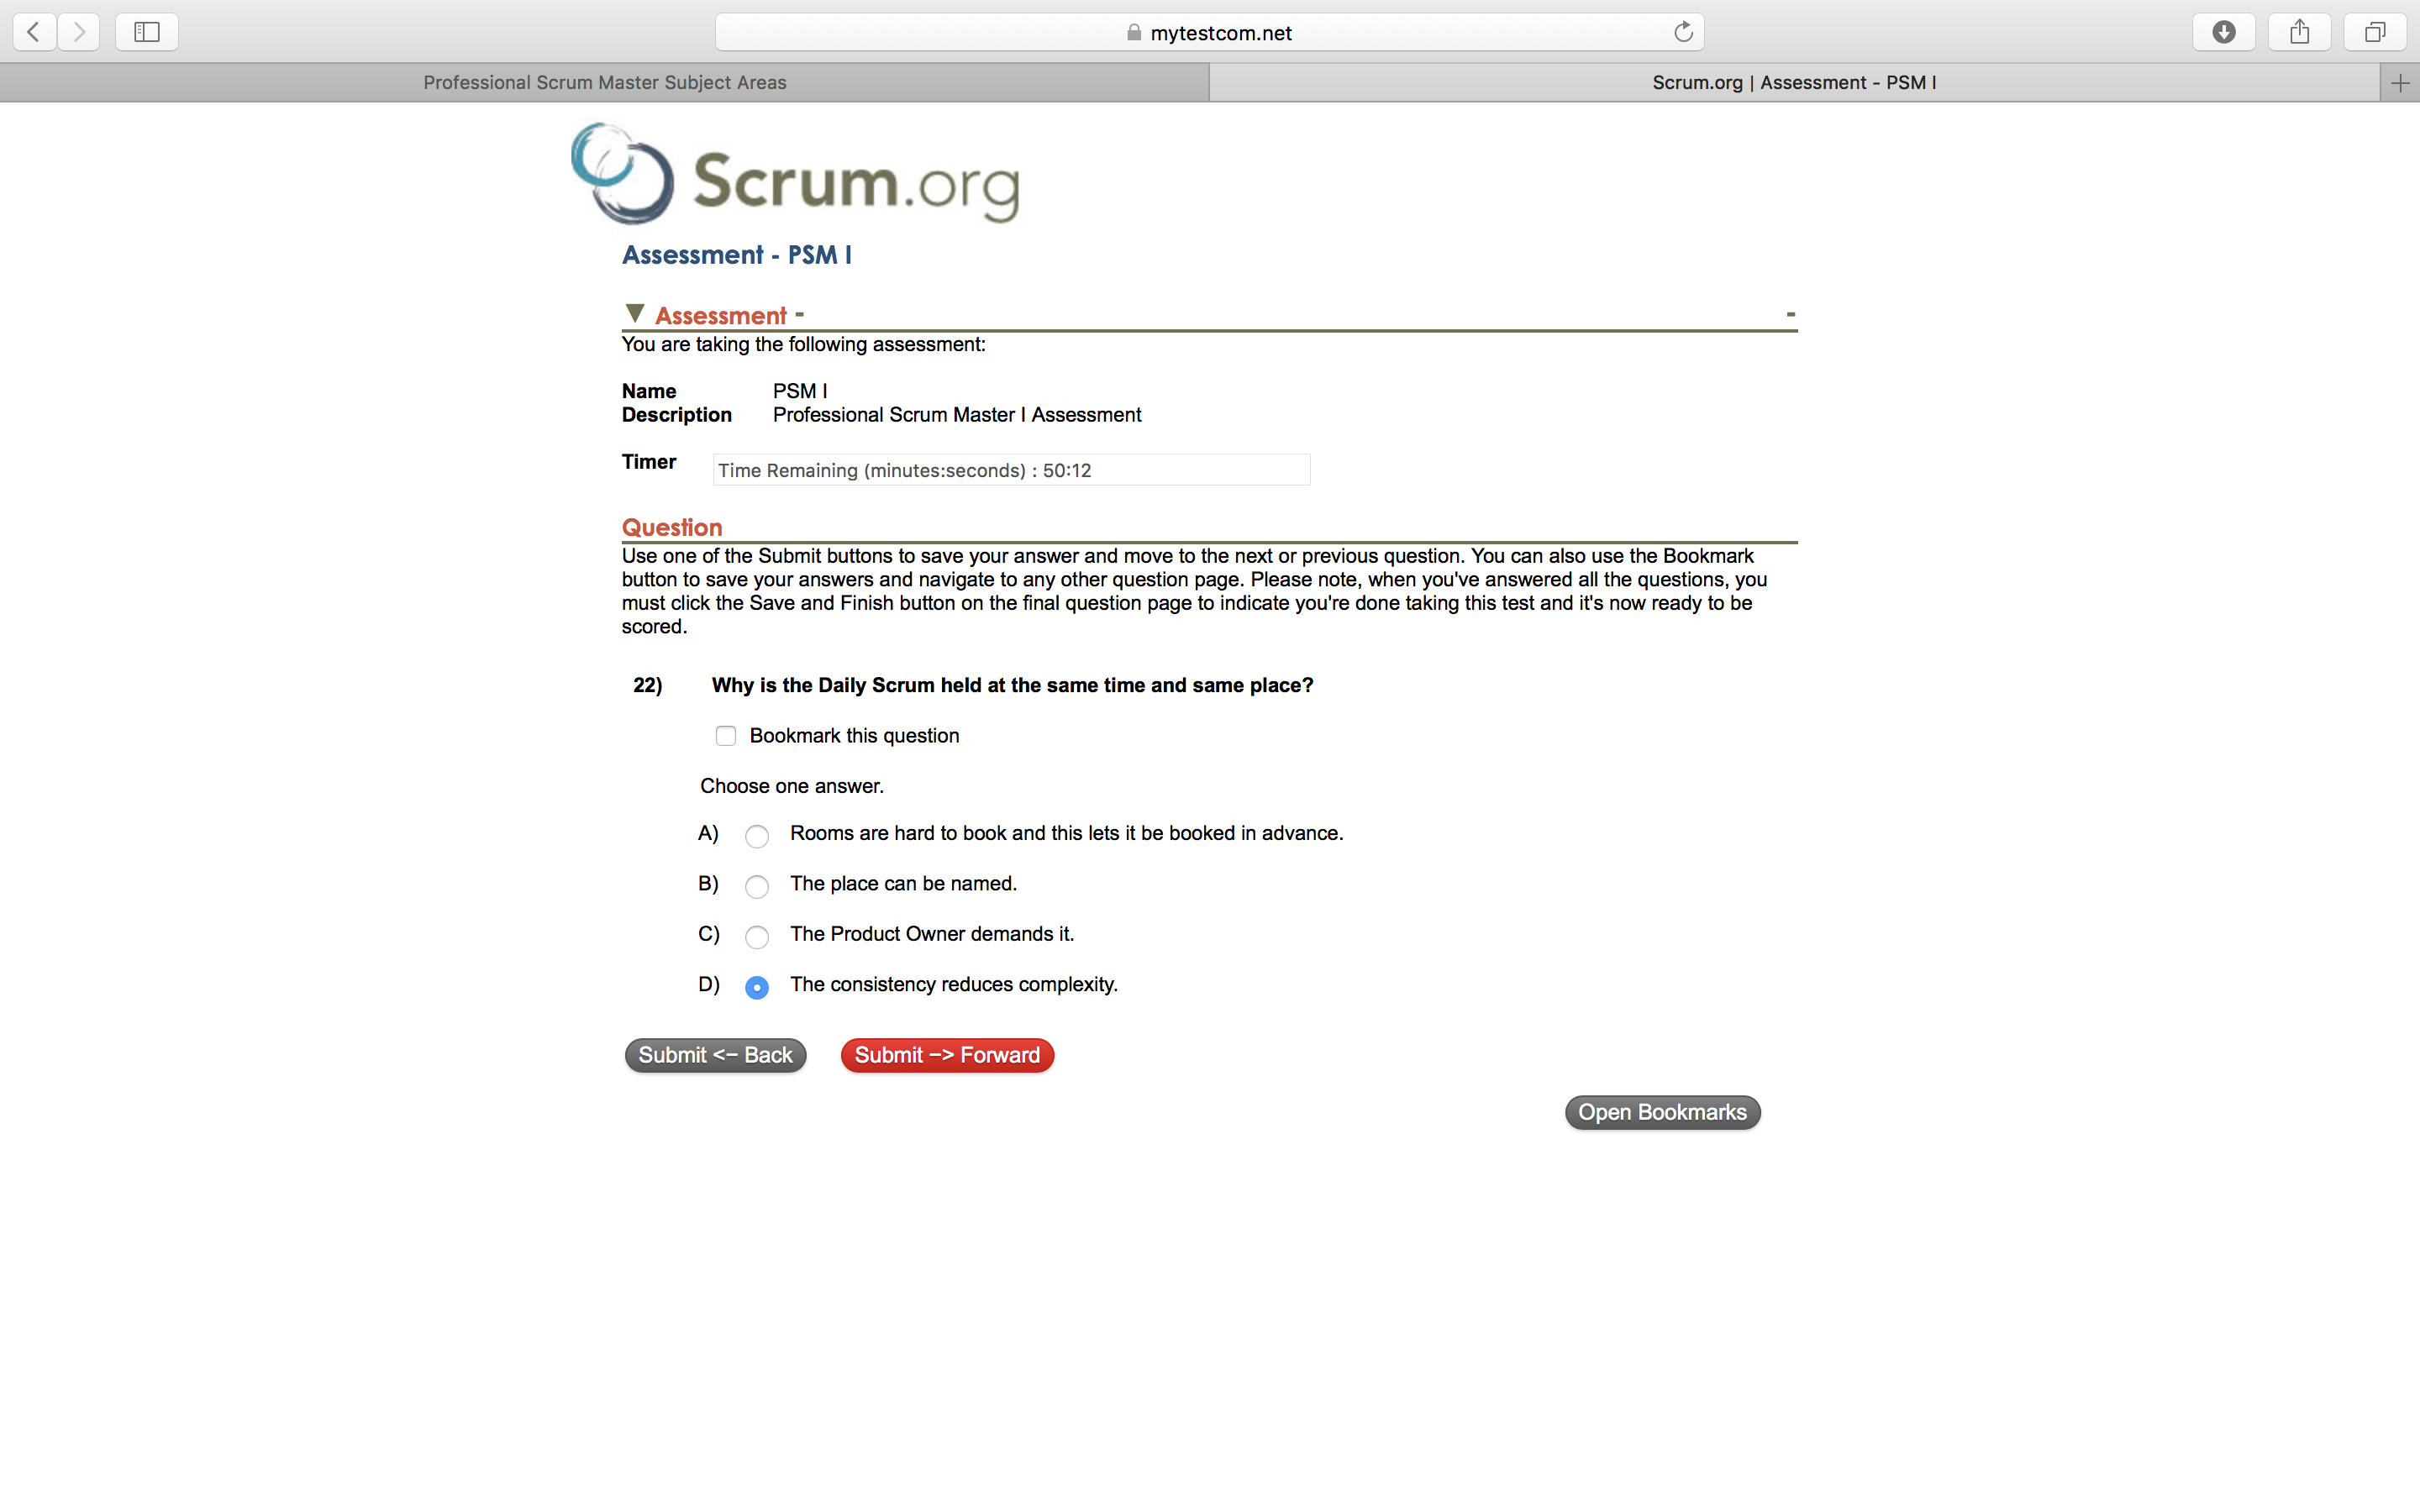 mytestcom.net
Professional Scrum Master Subject Areas
Scrum.org | Assessment - PSM I
Scrum.org
Assessment - PSM I
Assessment -
-
You are taking the following assessment:
Name PSM I
Description Professional Scrum Master I Assessment
Timer Time Remaining (minutes:seconds) : 50:12
Question
Use one of the Submit buttons to save your answer and move to the next or previous question. You can also use the Bookmark
button to save your answers and navigate to any other question page. Please note, when you've answered all the questions, you
must click the Save and Finish button on the final question page to indicate you're done taking this test and it's now ready to be
scored.
22) Why is the Daily Scrum held at the same time and same place?
Bookmark this question
Choose one answer.
A) Rooms are hard to book and this lets it be booked in advance.
B) The place can be named.
C) The Product Owner demands it.
D) The consistency reduces complexity.
Submit <- Back Submit -> Forward
Open Bookmarks